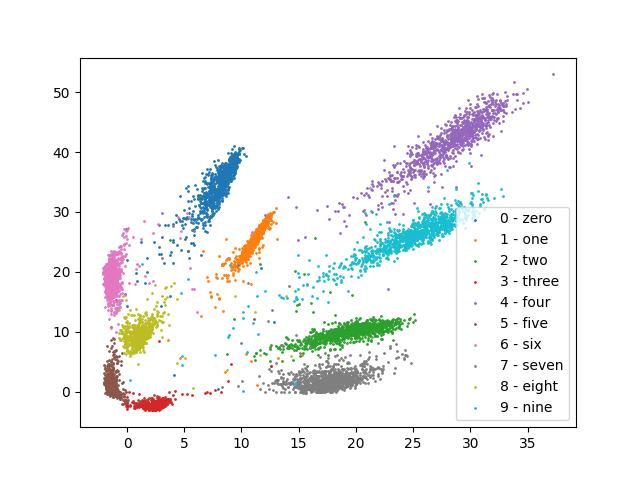 50
40
30
20
10
0
0 - zero
1 - one
2 - two
3 - three
4 - four
5 - five
6 - six
7 - seven
8 - eight
9 - nine
0 5 10 15 20 25 30 35